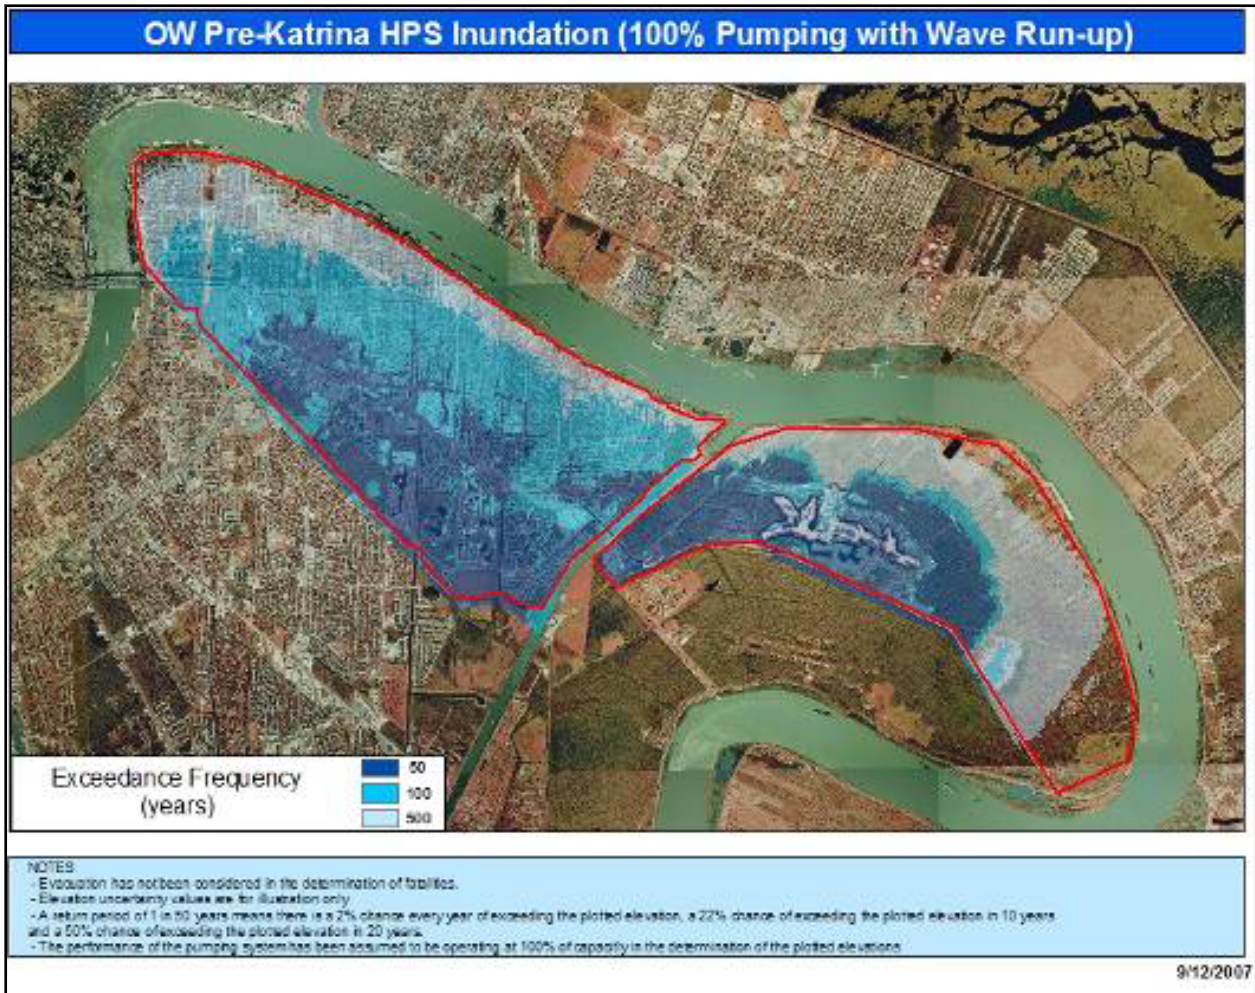 OW Pre-Katrina HPS Inundation (100% Pumping with Wave Run-up)
Exceedance Frequency
(years)
50
100
500
NOTES
- Evacuation has not been considered in the determination of fatalities.
- Elevation uncertainty values are for illustration only
- A return period of 1 in 50 years means there is a 2% chance every year of exceeding the plotted elevation, a 22% chance of exceeding the plotted elevation in 10 years
and a 50% chance of exceeding the plotted elevation in 20 years.
- The performance of the pumping system has been assumed to be operating at 100% of capacity in the determination of the plotted elevations
9/12/2007